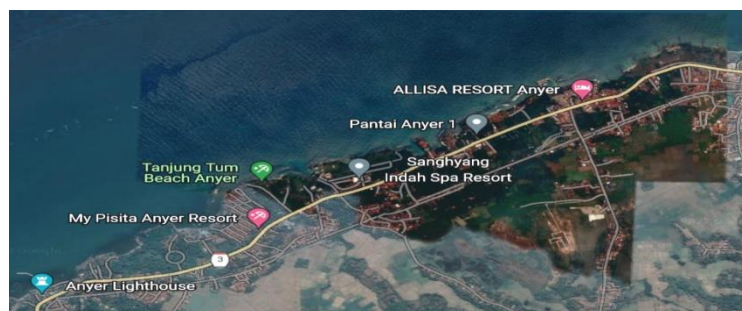 ALLISA RESORT Anyer
Pantai Anyer 1
Sanghyang
Indah Spa Resort
Tanjung Tum
Beach Anyer
My Pisita Anyer Resort
3
Anyer Lighthouse